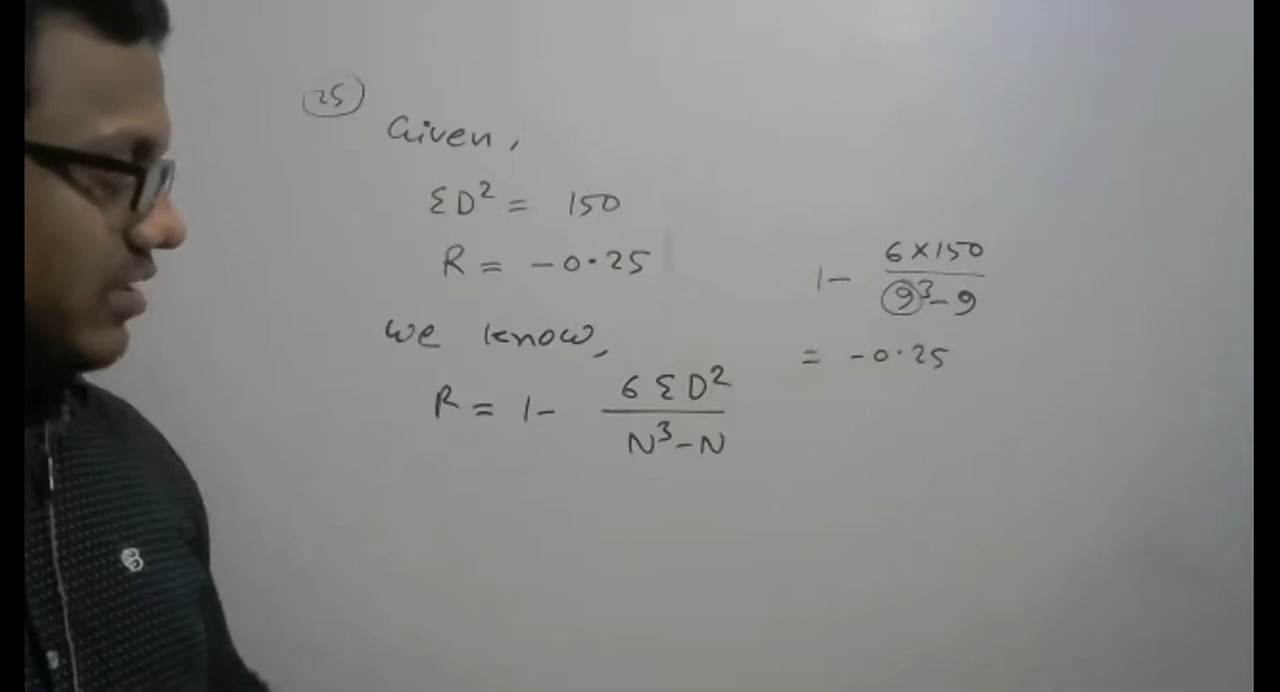 25
Given,
ΣD² = 150
R = -0.25
we know,
R = 1 - 6ΣD² / N³-N
1 - 6×150 / 9³-9
= -0.25